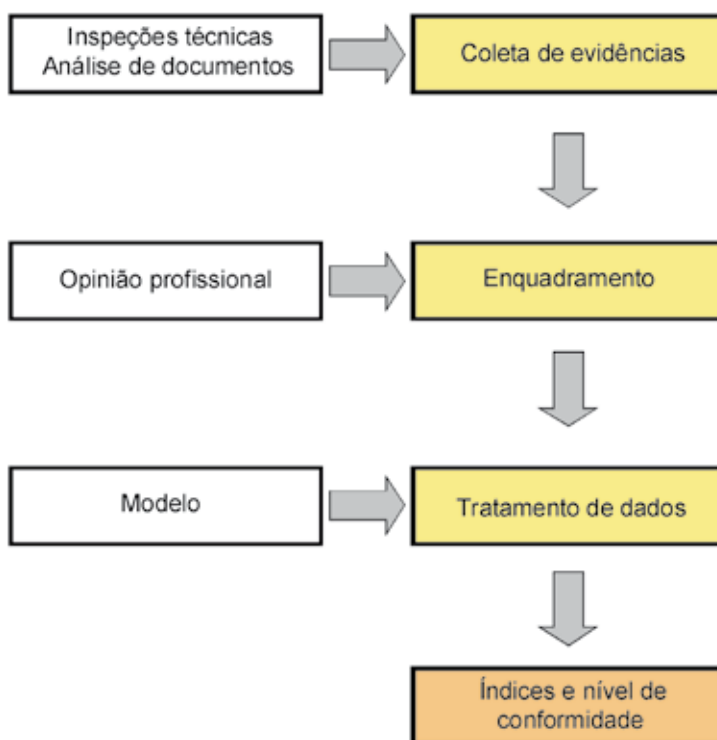 Inspeções técnicas
Análise de documentos
Coleta de evidências
Opinião profissional
Enquadramento
Modelo
Tratamento de dados
Índices e nível de
conformidade